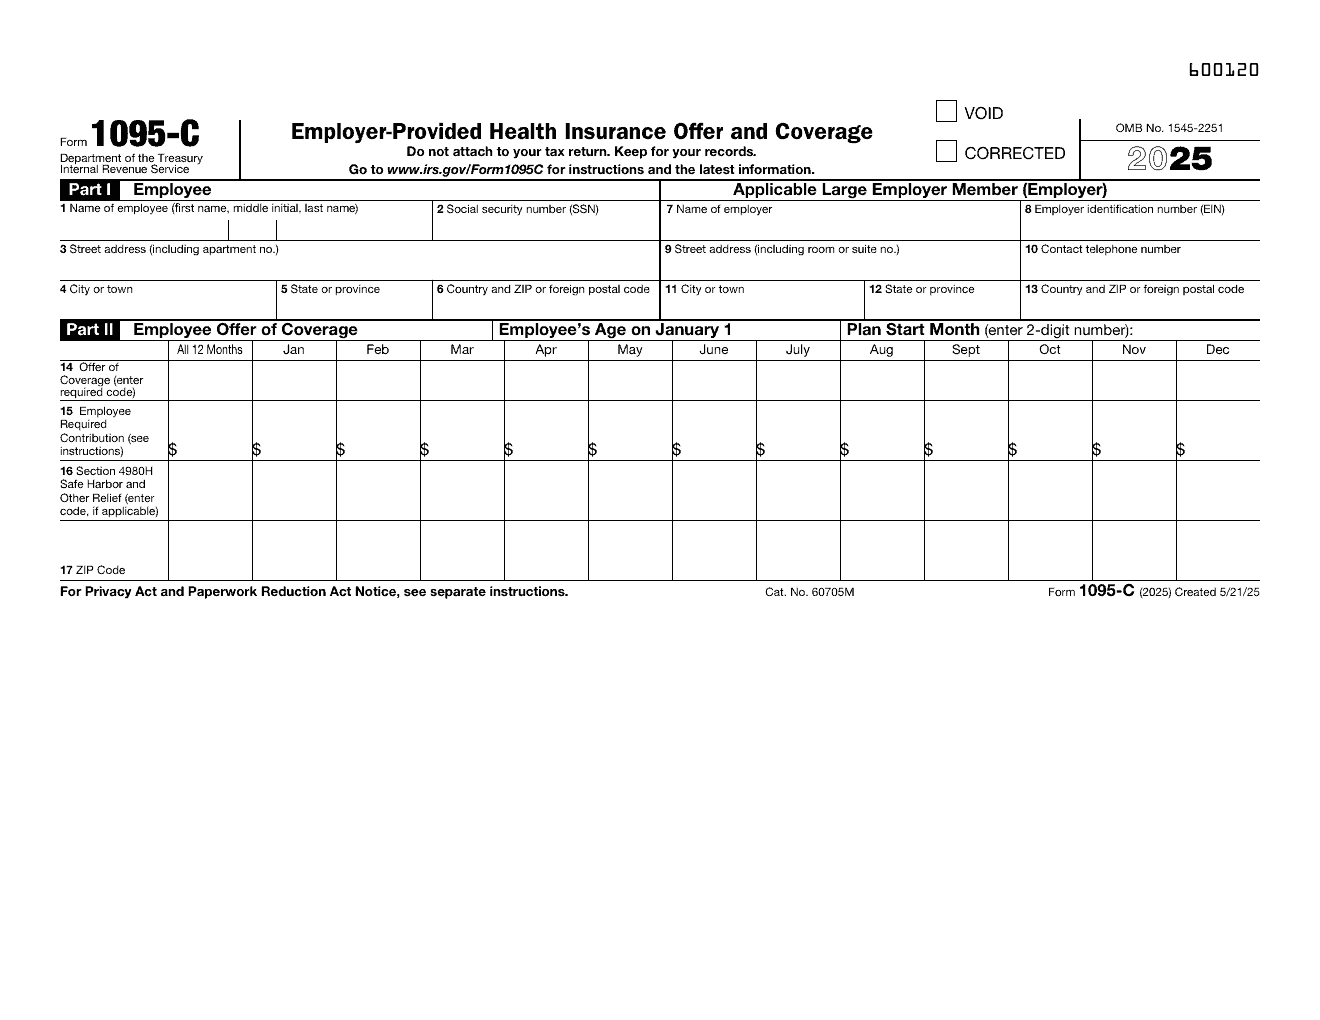 600120
VOID
Form 1095-C
Employer-Provided Health Insurance Offer and Coverage
OMB No. 1545-2251
Department of the Treasury
Internal Revenue Service
Do not attach to your tax return. Keep for your records.
Go to www.irs.gov/Form1095C for instructions and the latest information.
CORRECTED
2025
Part I Employee
Applicable Large Employer Member (Employer)
1 Name of employee (first name, middle initial, last name)
2 Social security number (SSN)
7 Name of employer
8 Employer identification number (EIN)
3 Street address (including apartment no.)
9 Street address (including room or suite no.)
10 Contact telephone number
4 City or town
5 State or province
6 Country and ZIP or foreign postal code
11 City or town
12 State or province
13 Country and ZIP or foreign postal code
Part II Employee Offer of Coverage
Employee's Age on January 1
Plan Start Month (enter 2-digit number):
All 12 Months Jan Feb Mar Apr May June July Aug Sept Oct Nov Dec
14 Offer of
Coverage (enter
required code)
15 Employee
Required
Contribution (see
instructions)
$ $ $ $ $ $ $ $ $ $ $ $ $
16 Section 4980H
Safe Harbor and
Other Relief (enter
code, if applicable)
17 ZIP Code
For Privacy Act and Paperwork Reduction Act Notice, see separate instructions.
Cat. No. 60705M
Form 1095-C (2025) Created 5/21/25